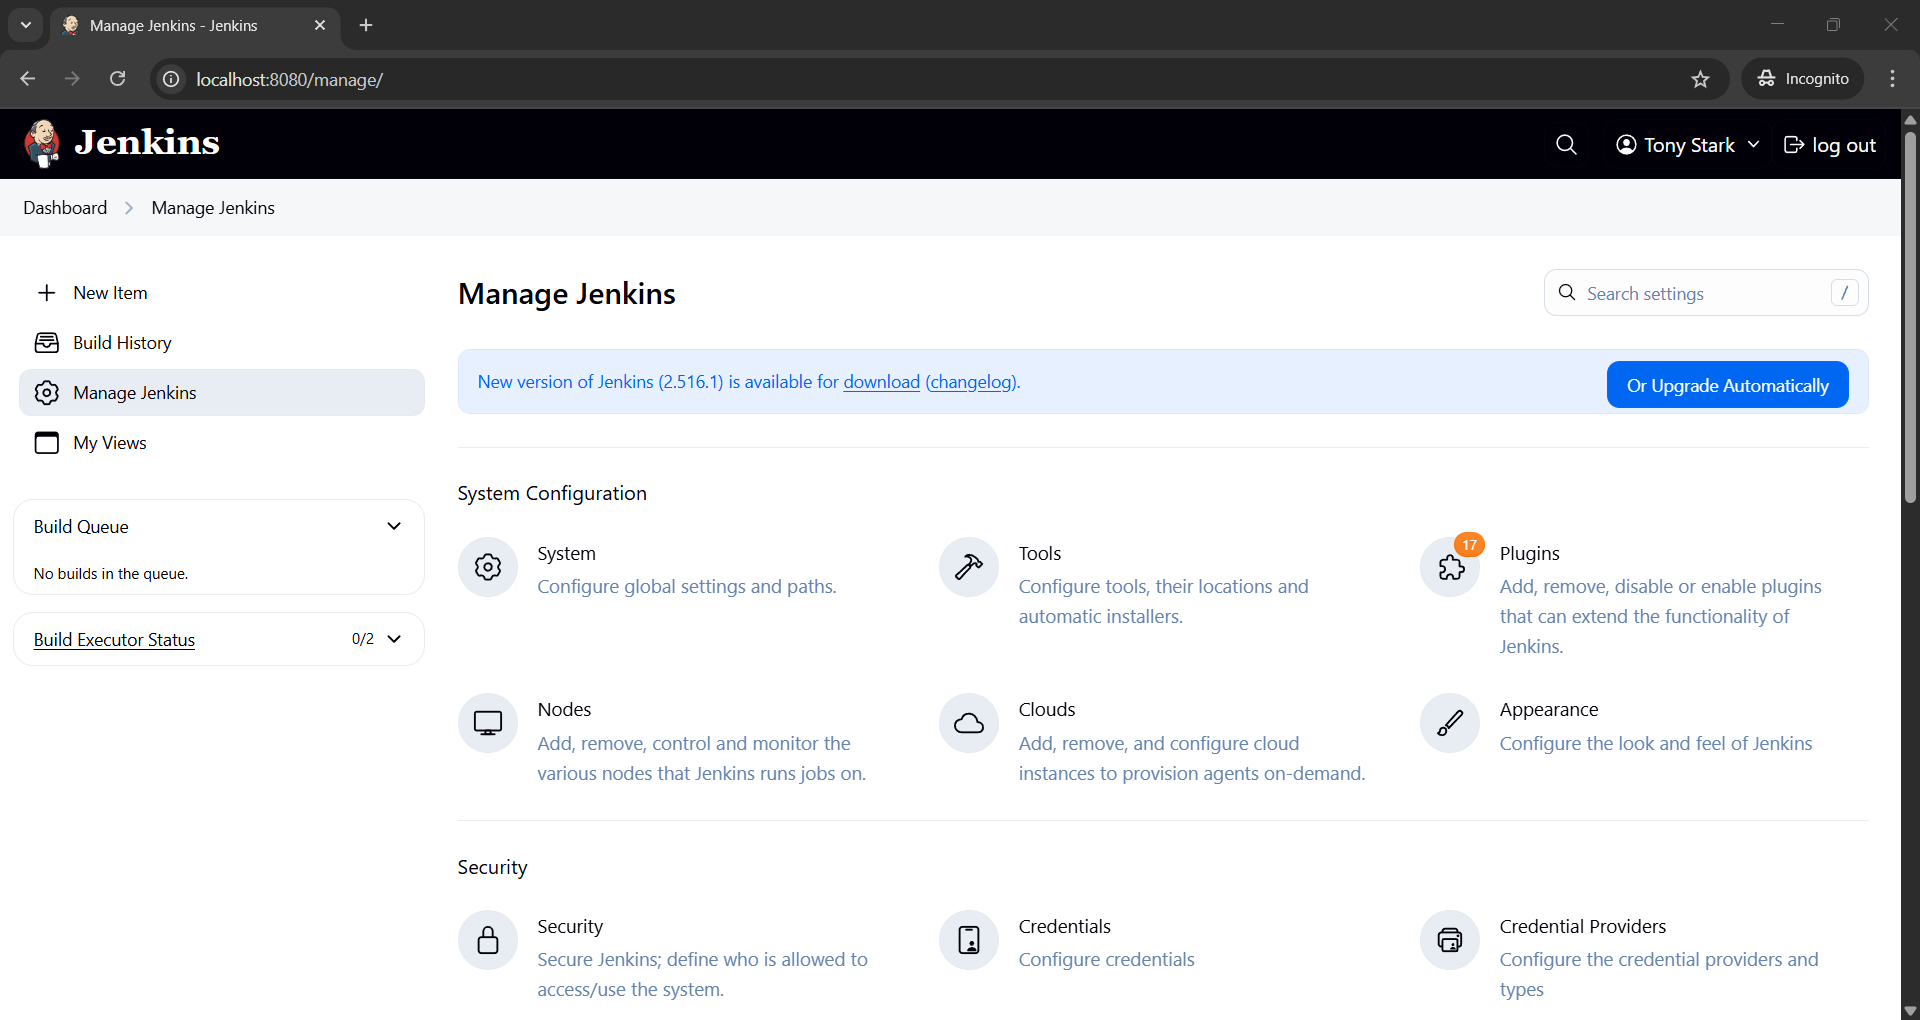 Manage Jenkins - Jenkins
localhost:8080/manage/
Incognito
Jenkins
Tony Stark
log out
Dashboard
Manage Jenkins
New Item
Build History
Manage Jenkins
My Views
Build Queue
No builds in the queue.
Build Executor Status
0/2
Manage Jenkins
Search settings
/
New version of Jenkins (2.516.1) is available for download (changelog).
Or Upgrade Automatically
System Configuration
System
Configure global settings and paths.
Tools
Configure tools, their locations and
automatic installers.
17
Plugins
Add, remove, disable or enable plugins
that can extend the functionality of
Jenkins.
Nodes
Add, remove, control and monitor the
various nodes that Jenkins runs jobs on.
Clouds
Add, remove, and configure cloud
instances to provision agents on-demand.
Appearance
Configure the look and feel of Jenkins
Security
Security
Secure Jenkins; define who is allowed to
access/use the system.
Credentials
Configure credentials
Credential Providers
Configure the credential providers and
types